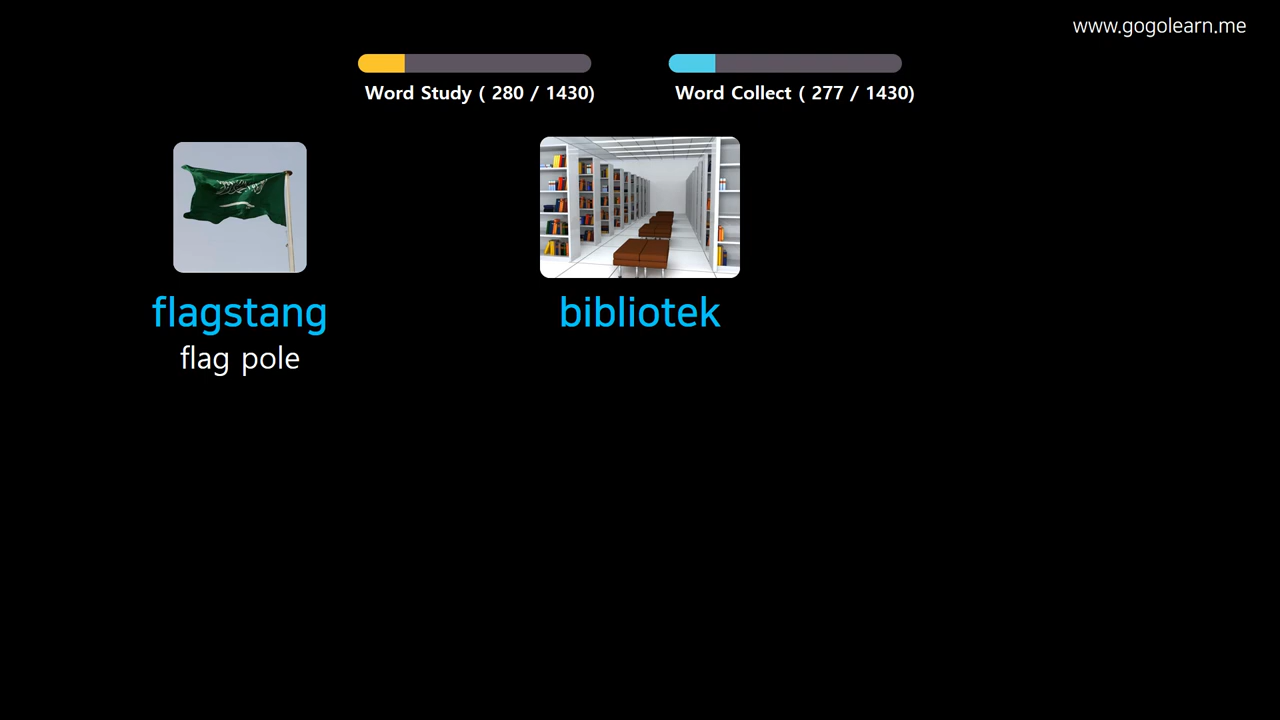 www.gogolearn.me
Word Study ( 280 / 1430)
Word Collect ( 277 / 1430)
flagstang
flag pole
bibliotek